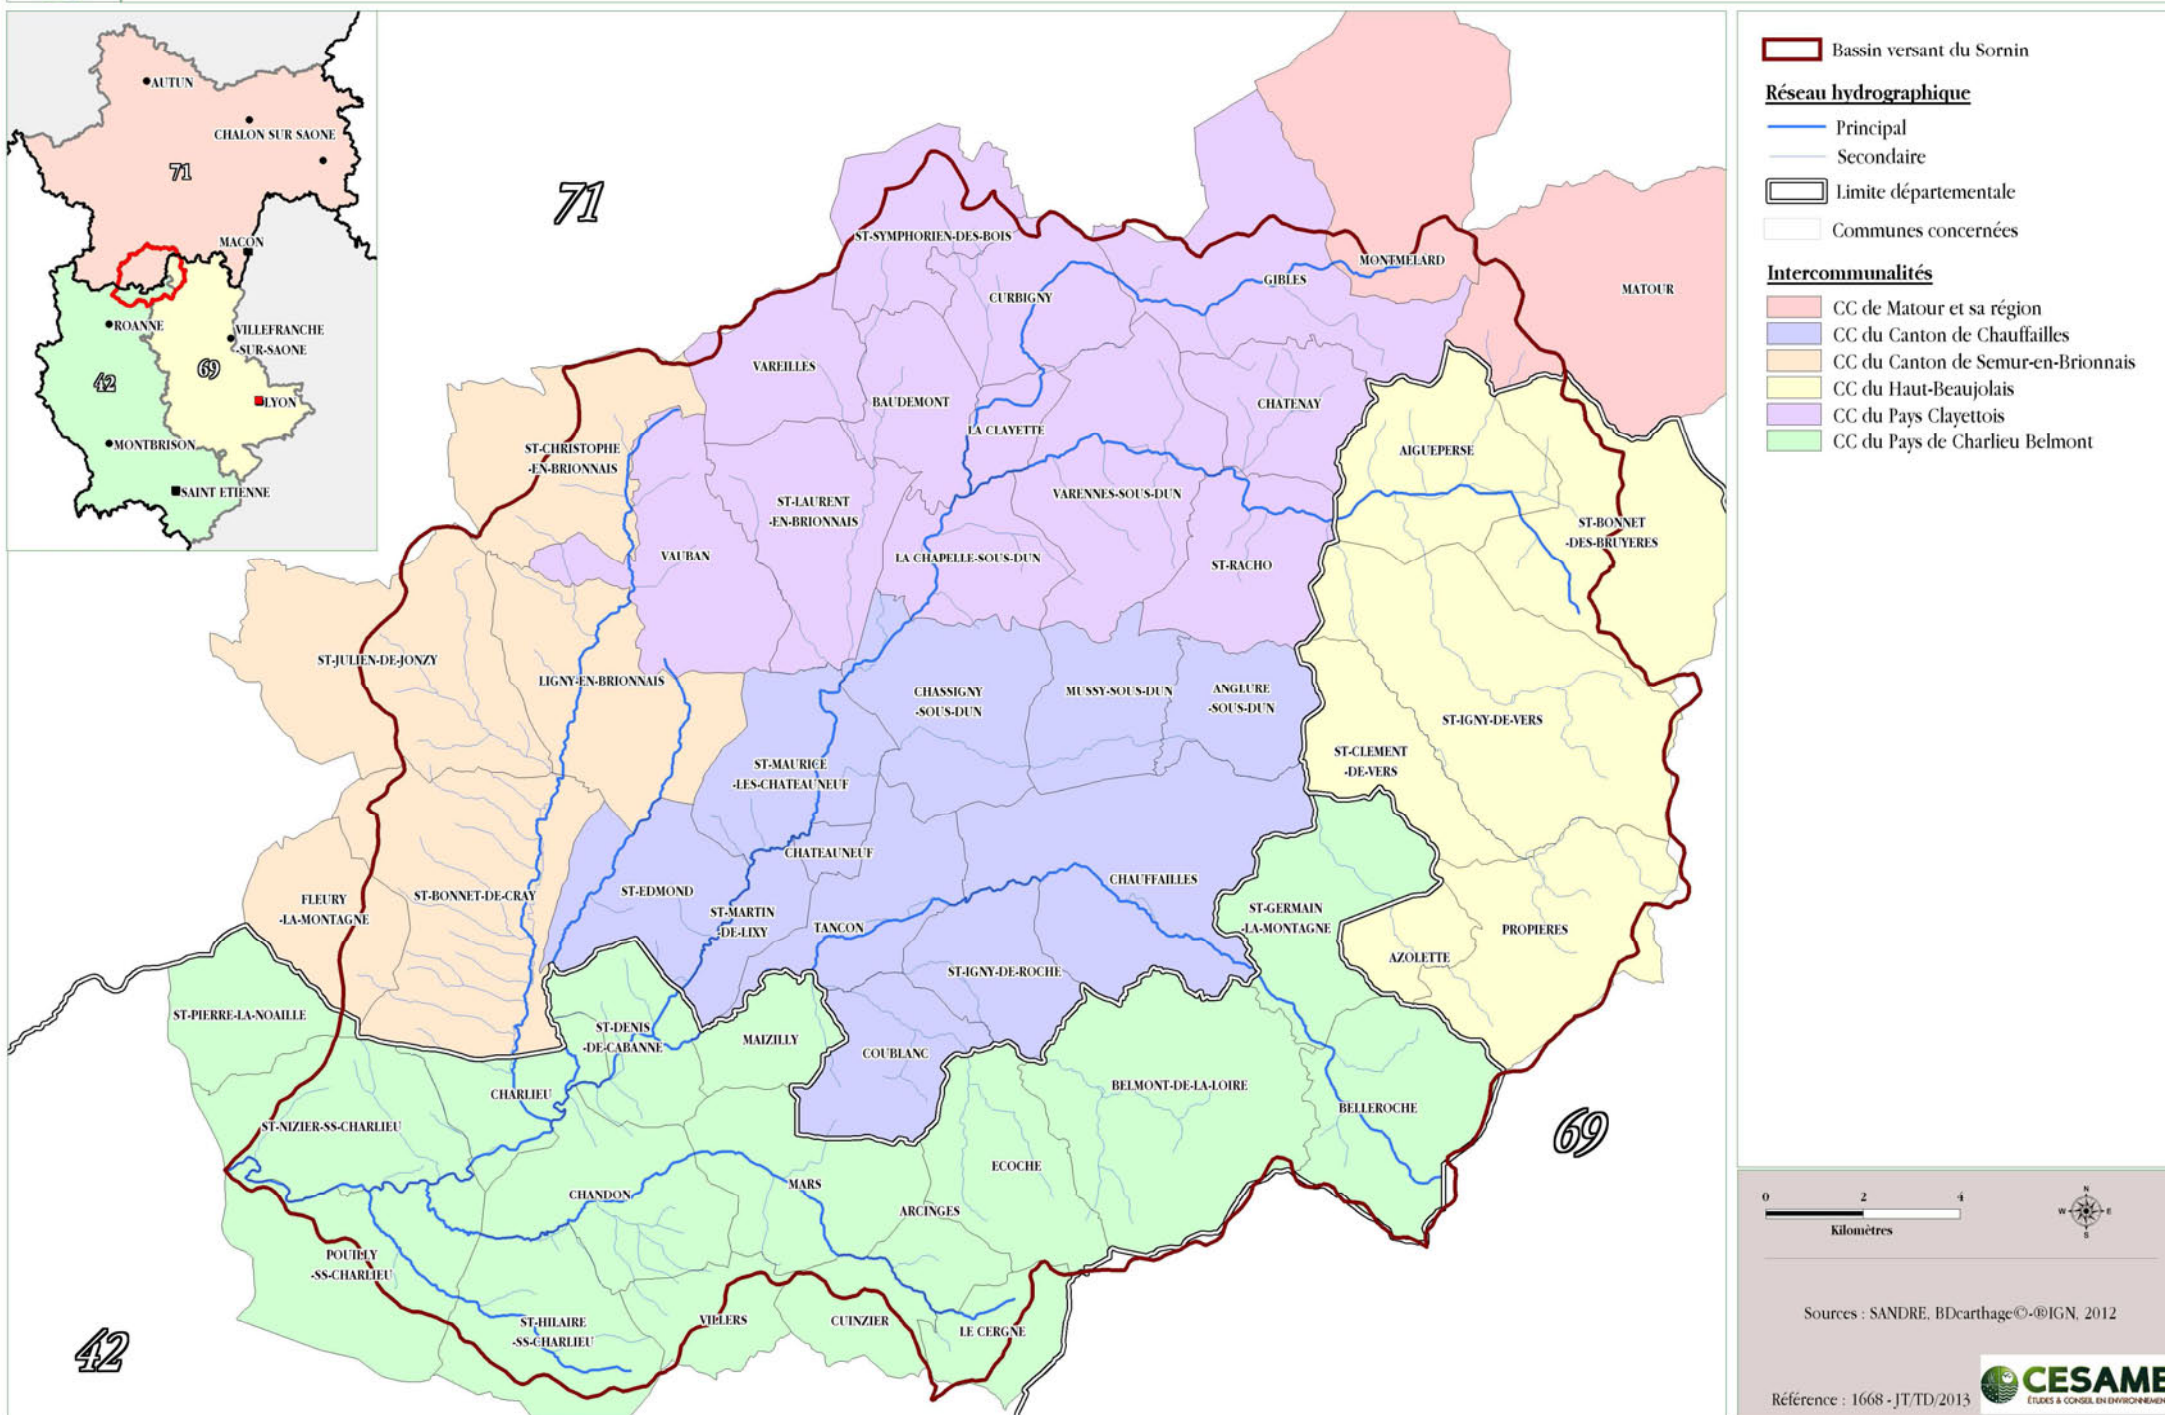 AUTUN
CHALON SUR SAONE
71
MACON
ROANNE
VILLEFRANCHE
-SUR-SAONE
42
69
LYON
MONTBRISON
SAINT ETIENNE
71
ST-SYMPHORIEN-DES-BOIS
MONTMELARD
GIBLES
MATOUR
CURBIGNY
VAREILLES
BAUDEMONT
CHATENAY
LA CLAYETTE
ST-CHRISTOPHE
-EN-BRIONNAIS
AIGUEPERSE
ST-LAURENT
-EN-BRIONNAIS
VARENNES-SOUS-DUN
ST-BONNET
-DES-BRUYERES
VAUBAN
LA CHAPELLE-SOUS-DUN
ST-RACHO
ST-JULIEN-DE-JONZY
LIGNY-EN-BRIONNAIS
CHASSIGNY
-SOUS-DUN
MUSSY-SOUS-DUN
ANGLURE
-SOUS-DUN
ST-IGNY-DE-VERS
ST-MAURICE
-LES-CHATEAUNEUF
ST-CLEMENT
-DE-VERS
CHATEAUNEUF
CHAUFFAILLES
FLEURY
-LA-MONTAGNE
ST-BONNET-DE-CRAY
ST-EDMOND
ST-MARTIN
-DE-LIXY
TANCON
ST-GERMAIN
-LA-MONTAGNE
PROPIERES
AZOLETTE
ST-IGNY-DE-ROCHE
ST-PIERRE-LA-NOAILLE
ST-DENIS
-DE-CABANNE
MAIZILLY
COUBLANC
CHARLIEU
BELMONT-DE-LA-LOIRE
BELLEROCHE
ST-NIZIER-SS-CHARLIEU
69
ECOCHE
CHANDON
MARS
ARCINGES
POUILLY
-SS-CHARLIEU
ST-HILAIRE
-SS-CHARLIEU
VILLERS
CUINZIER
LE CERGNE
42
Bassin versant du Sornin
Réseau hydrographique
Principal
Secondaire
Limite départementale
Communes concernées
Intercommunalités
CC de Matour et sa région
CC du Canton de Chauffailles
CC du Canton de Semur-en-Brionnais
CC du Haut-Beaujolais
CC du Pays Clayettois
CC du Pays de Charlieu Belmont
0 2 4
Kilomètres
N
W E
S
Sources : SANDRE, BDcarthage©-®IGN, 2012
Référence : 1668 - JT/TD/2013
CESAME
ÉTUDES & CONSEIL EN ENVIRONNEMENT